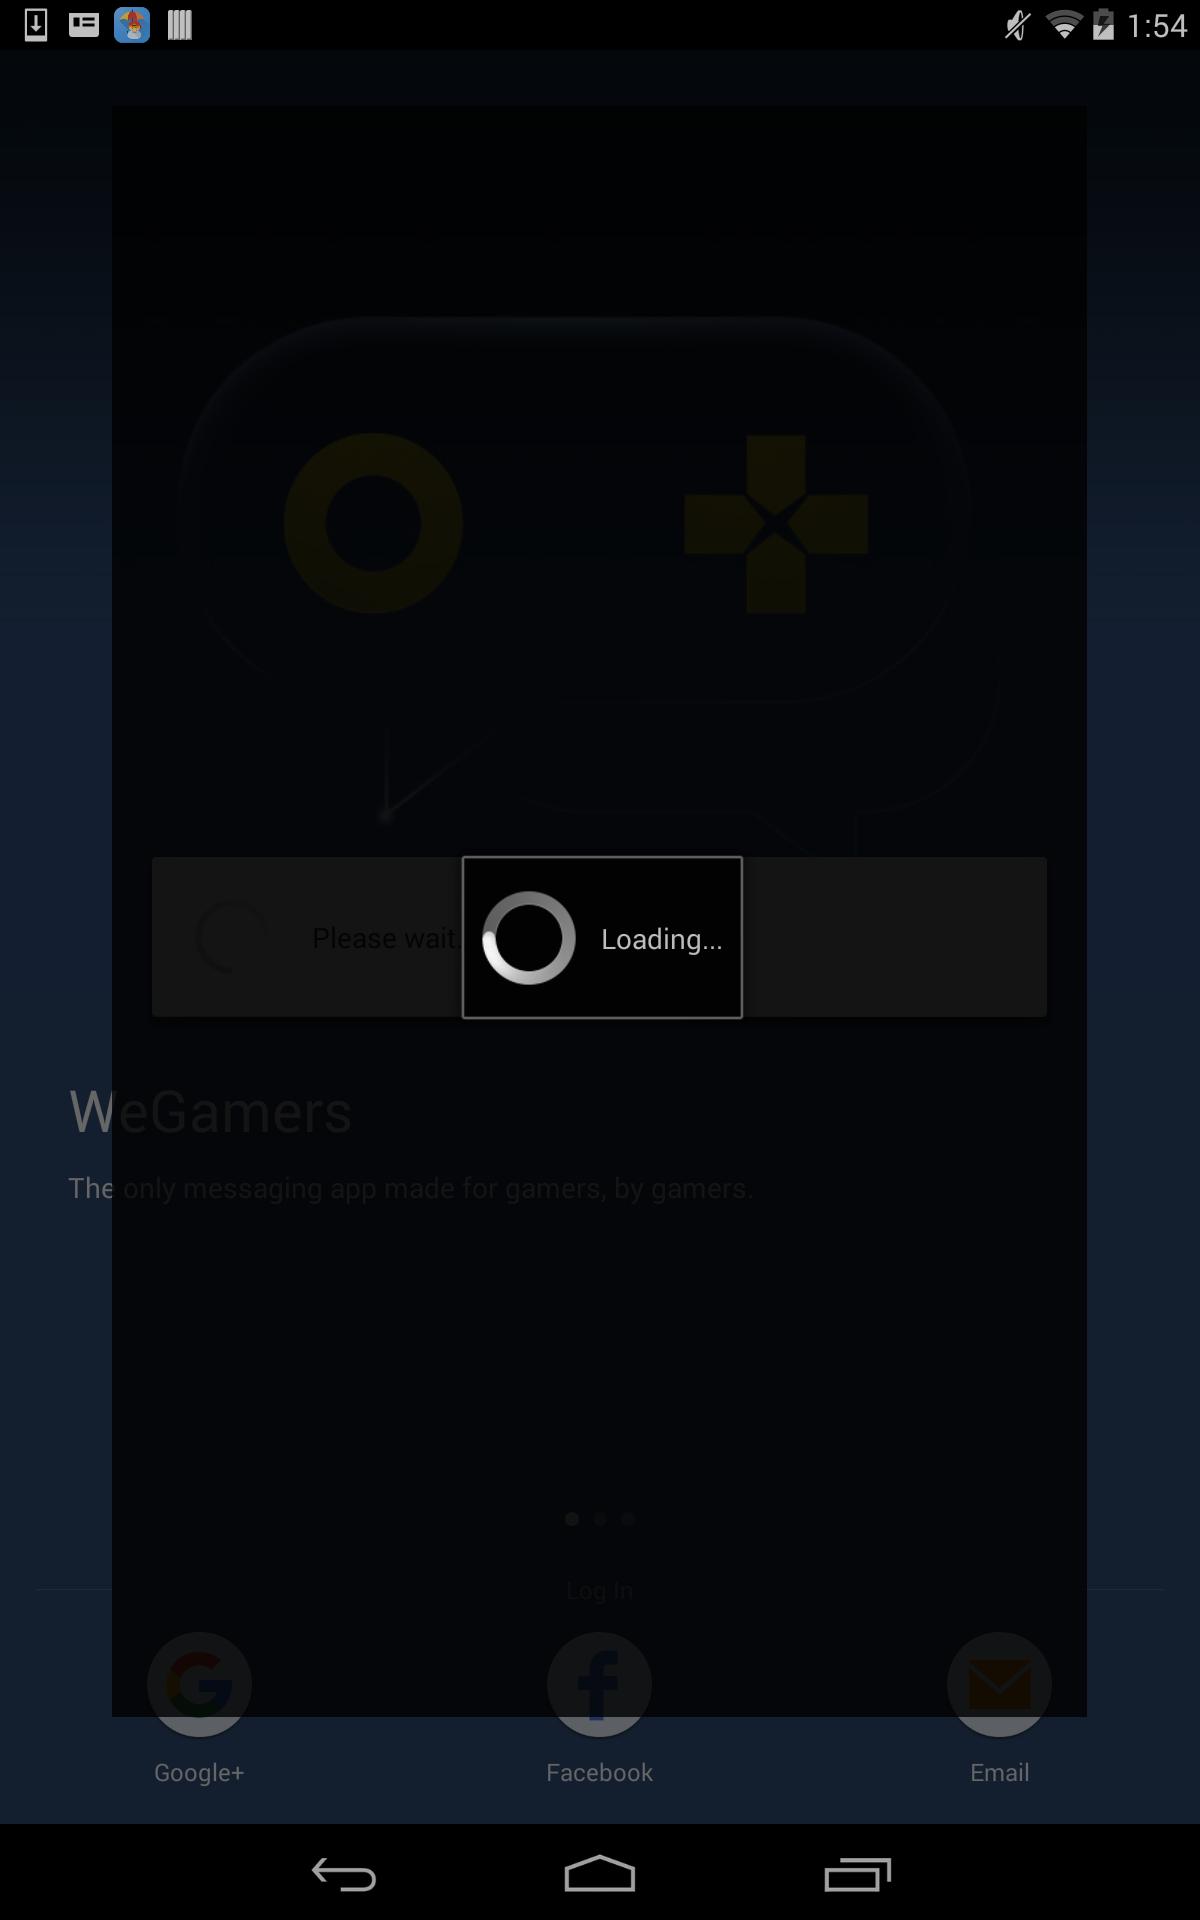 1:54
Please wait.
Loading...
WeGamers
The only messaging app made for gamers, by gamers.
Log In
Google+
Facebook
Email